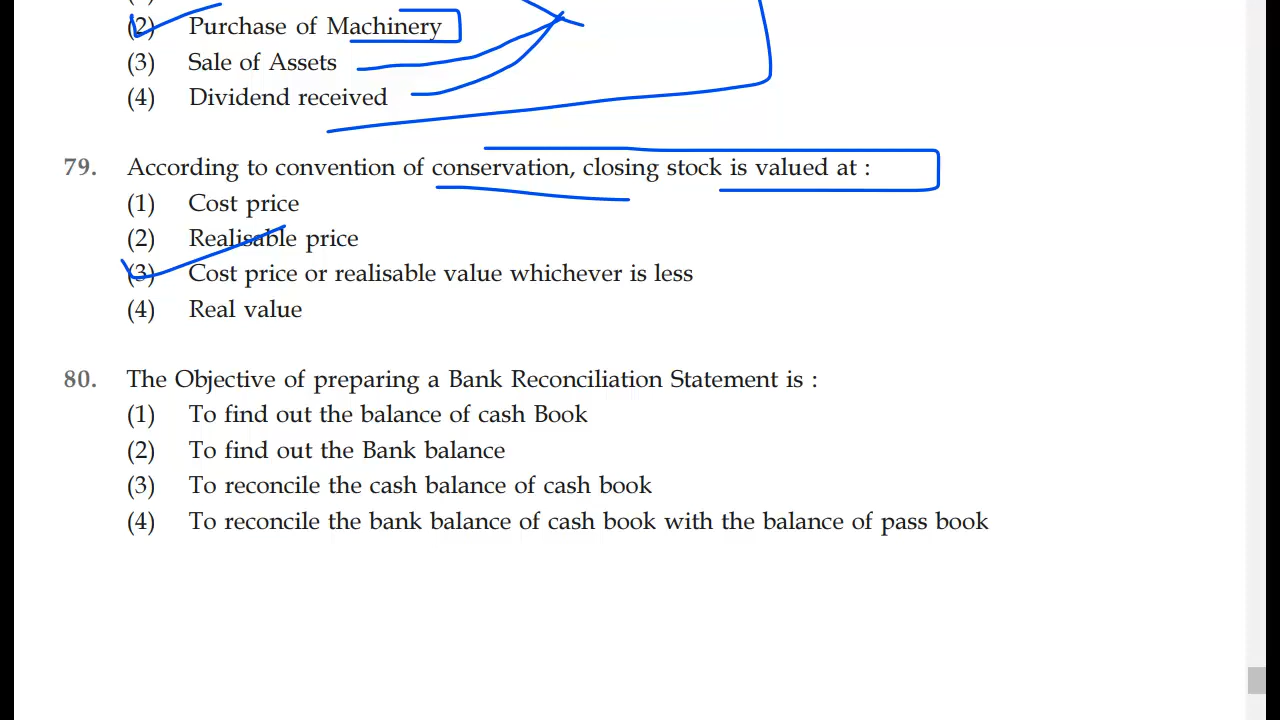 (2) Purchase of Machinery
(3) Sale of Assets
(4) Dividend received
79. According to convention of conservation, closing stock is valued at :
(1) Cost price
(2) Realisable price
(3) Cost price or realisable value whichever is less
(4) Real value
80. The Objective of preparing a Bank Reconciliation Statement is :
(1) To find out the balance of cash Book
(2) To find out the Bank balance
(3) To reconcile the cash balance of cash book
(4) To reconcile the bank balance of cash book with the balance of pass book